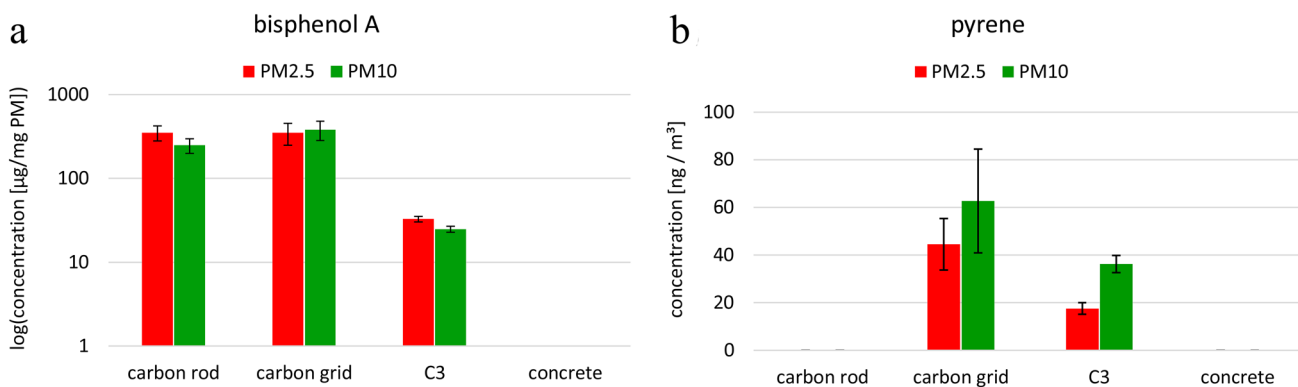 a
bisphenol A
PM2.5 PM10
log(concentration [µg/mg PM])
1000
100
10
1
carbon rod carbon grid C3 concrete
b
pyrene
PM2.5 PM10
concentration [ng / m³]
100
80
60
40
20
0
carbon rod carbon grid C3 concrete